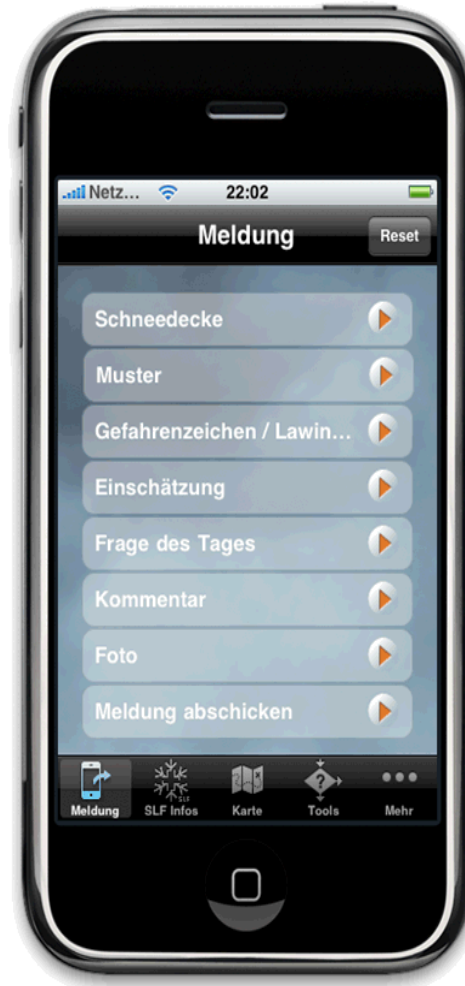 Netz... 22:02
Meldung Reset
Schneedecke
Muster
Gefahrenzeichen / Lawin...
Einschätzung
Frage des Tages
Kommentar
Foto
Meldung abschicken
?
SLF
Meldung SLF Infos Karte Tools Mehr